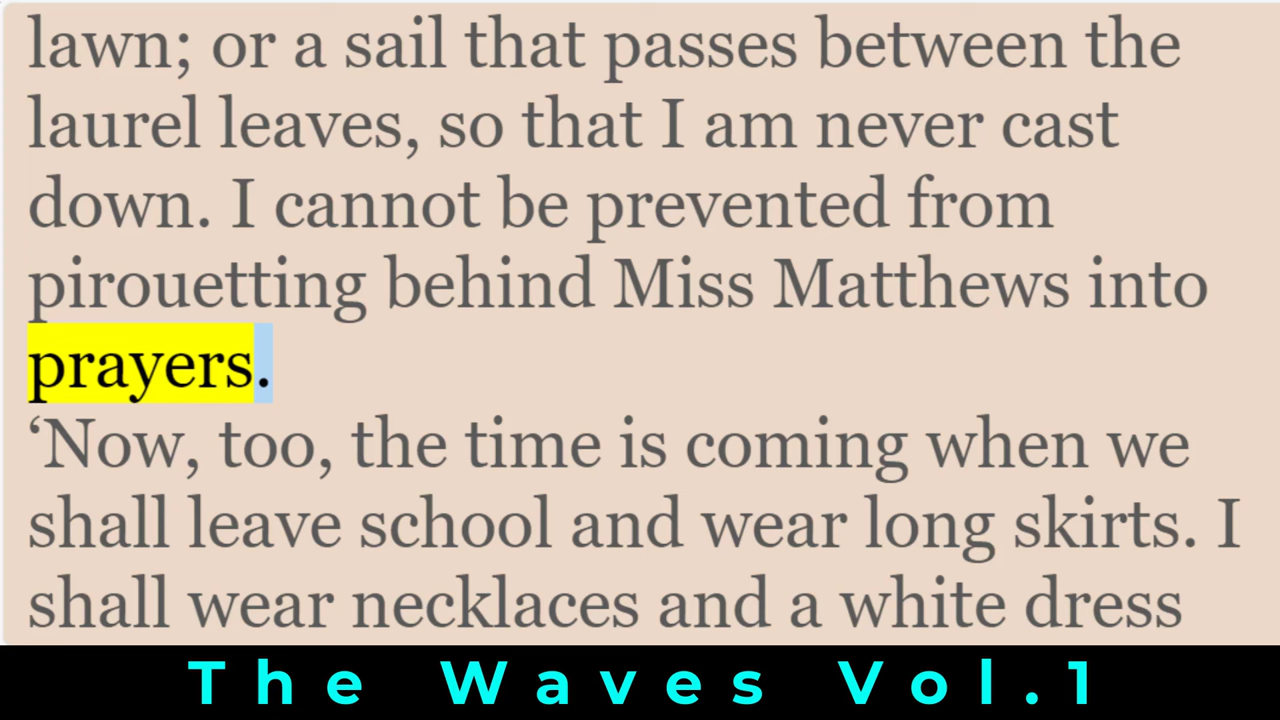 lawn; or a sail that passes between the
laurel leaves, so that I am never cast
down. I cannot be prevented from
pirouetting behind Miss Matthews into
prayers.
‘Now, too, the time is coming when we
shall leave school and wear long skirts. I
shall wear necklaces and a white dress
The Waves Vol.1